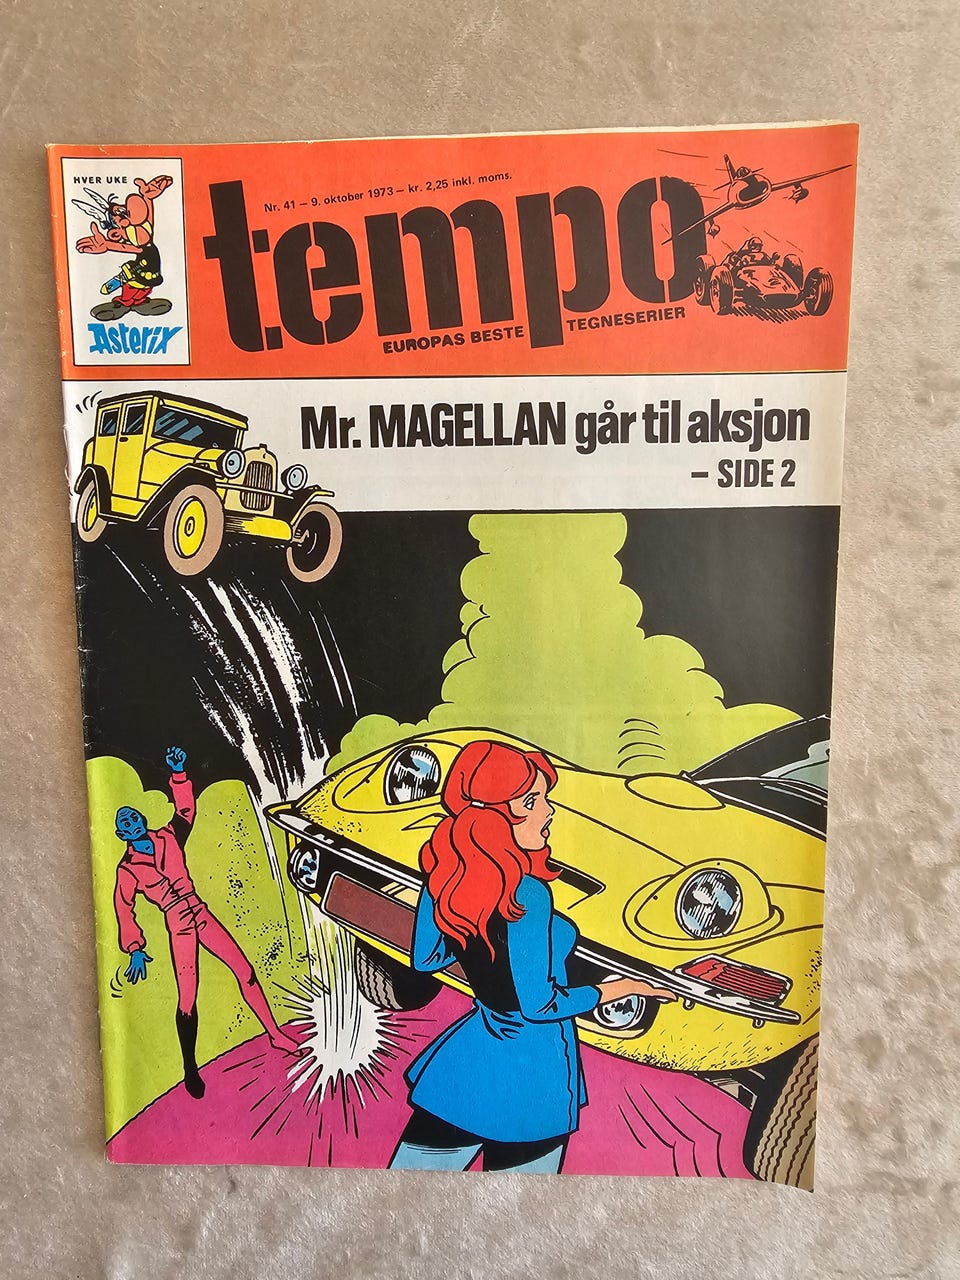 HVER UKE
Asterix
Nr. 41 – 9. oktober 1973 – kr. 2,25 inkl. moms.
tempo
EUROPAS BESTE TEGNESERIER
Mr. MAGELLAN går til aksjon
– SIDE 2